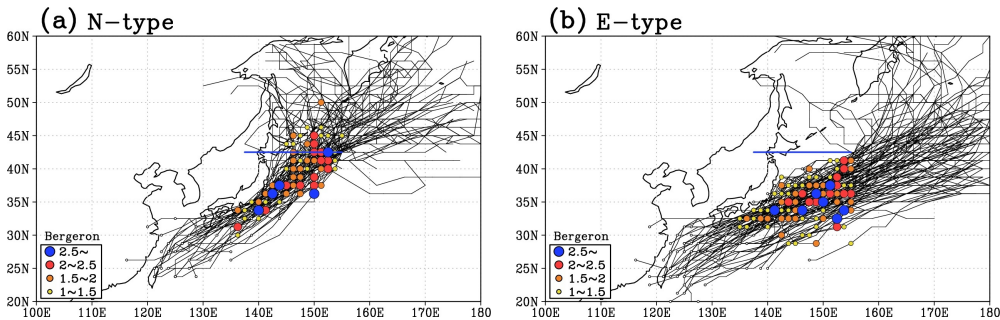 (a) N-type
60N
55N
50N
45N
40N
35N
30N
25N
20N
Bergeron
2.5~
2~2.5
1.5~2
1~1.5
100E 110E 120E 130E 140E 150E 160E 170E 180
(b) E-type
60N
55N
50N
45N
40N
35N
30N
25N
20N
Bergeron
2.5~
2~2.5
1.5~2
1~1.5
100E 110E 120E 130E 140E 150E 160E 170E 180